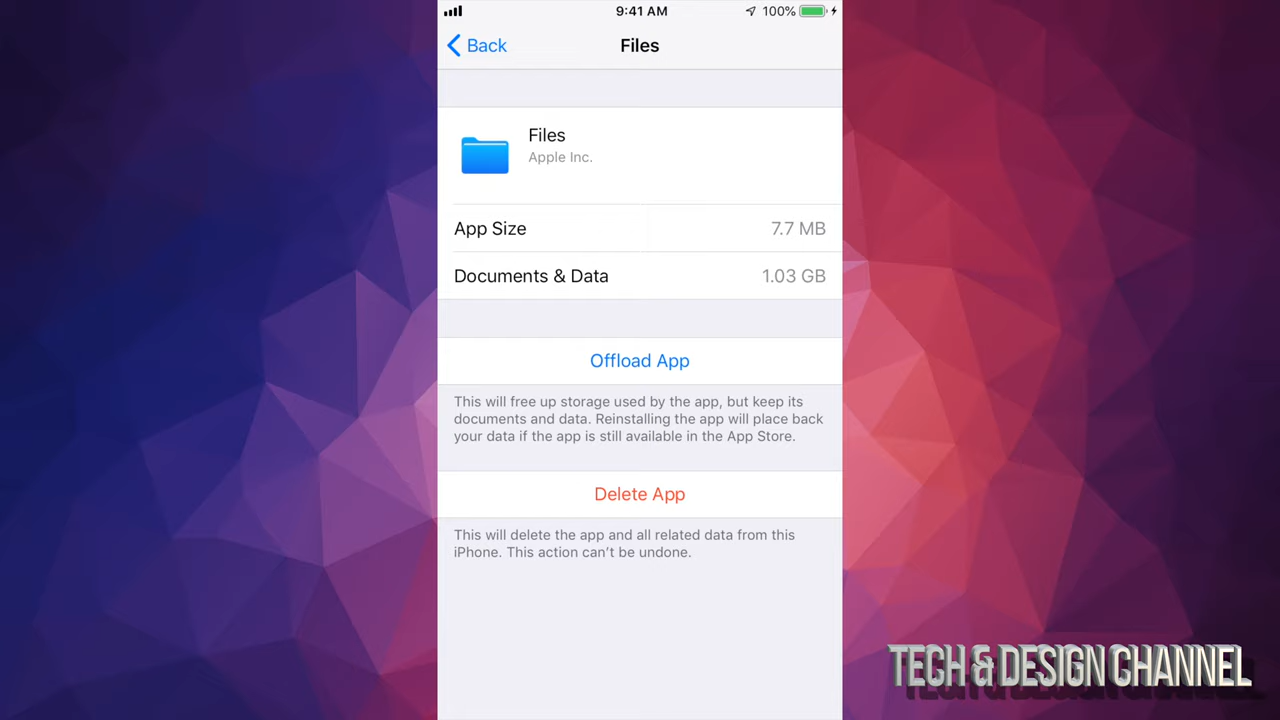 9:41 AM
100%
Back
Files
Files
Apple Inc.
App Size
7.7 MB
Documents & Data
1.03 GB
Offload App
This will free up storage used by the app, but keep its
documents and data. Reinstalling the app will place back
your data if the app is still available in the App Store.
Delete App
This will delete the app and all related data from this
iPhone. This action can't be undone.
TECH & DESIGN CHANNEL